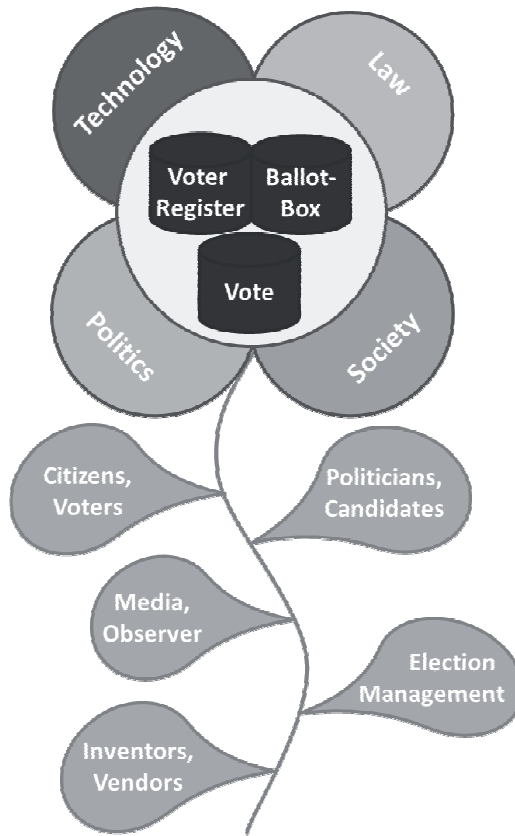 Technology
Law
Voter
Register
Ballot-
Box
Vote
Politics
Society
Citizens,
Voters
Politicians,
Candidates
Media,
Observer
Election
Management
Inventors,
Vendors